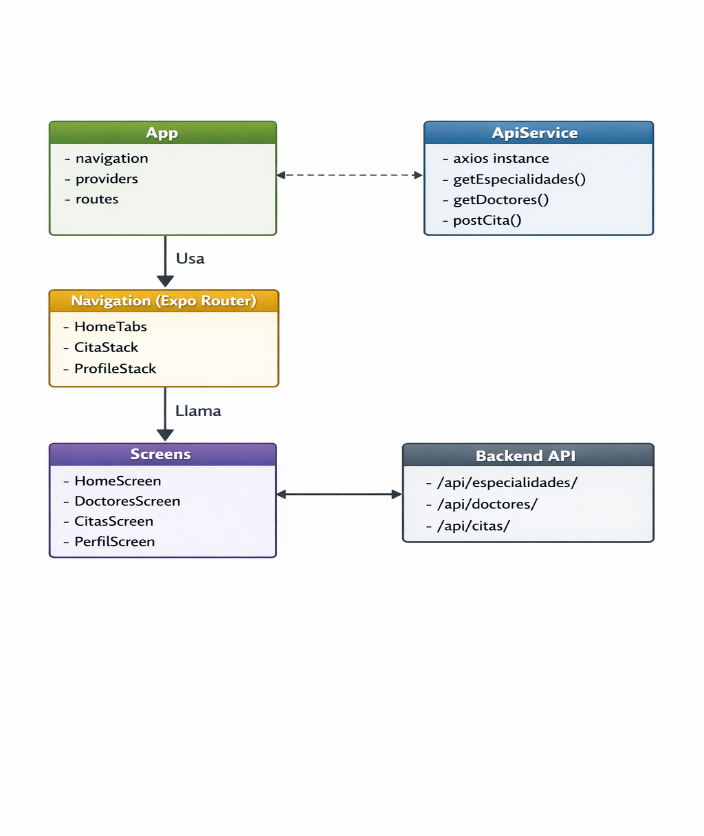 App
- navigation
- providers
- routes
ApiService
- axios instance
- getEspecialidades()
- getDoctores()
- postCita()
Usa
Navigation (Expo Router)
- HomeTabs
- CitaStack
- ProfileStack
Llama
Screens
- HomeScreen
- DoctoresScreen
- CitasScreen
- PerfilScreen
Backend API
- /api/especialidades/
- /api/doctores/
- /api/citas/